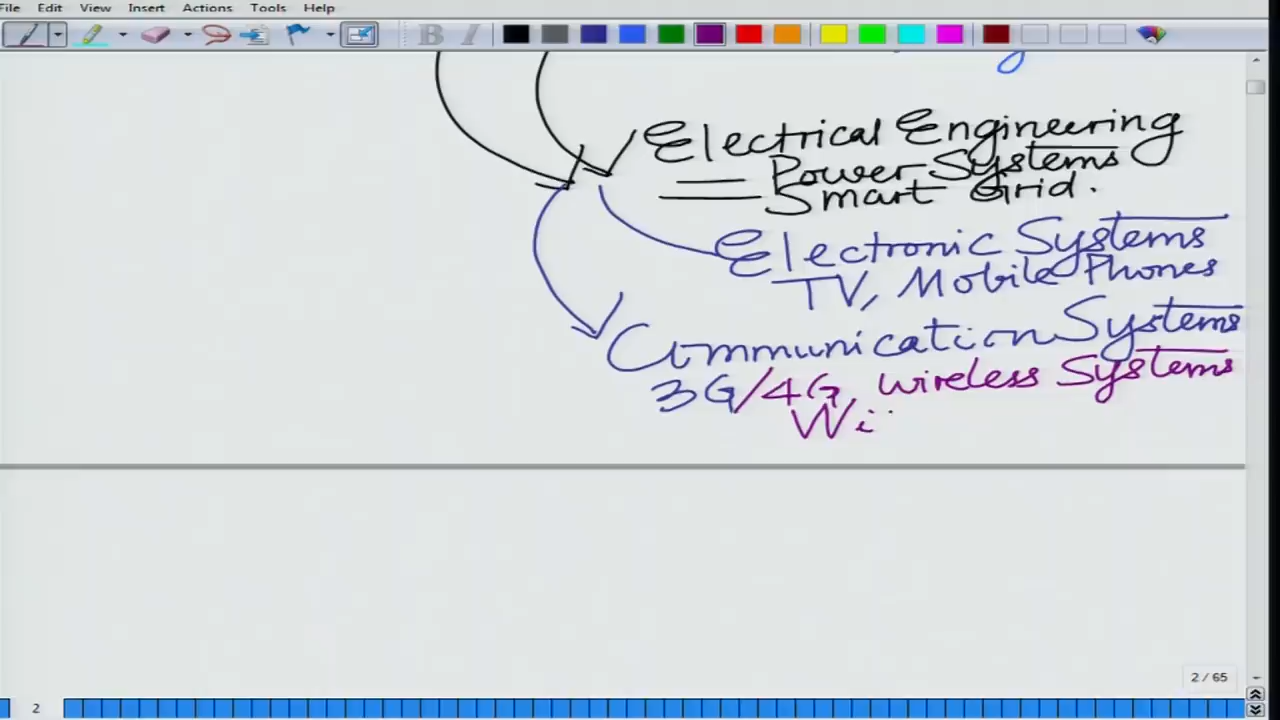 File Edit View Insert Actions Tools Help
B I
Electrical Engineering
Power Systems
Smart Grid.
Electronic Systems
TV, Mobile Phones
Communication Systems
3G/4G, wireless Systems
Wi
2 / 65
2